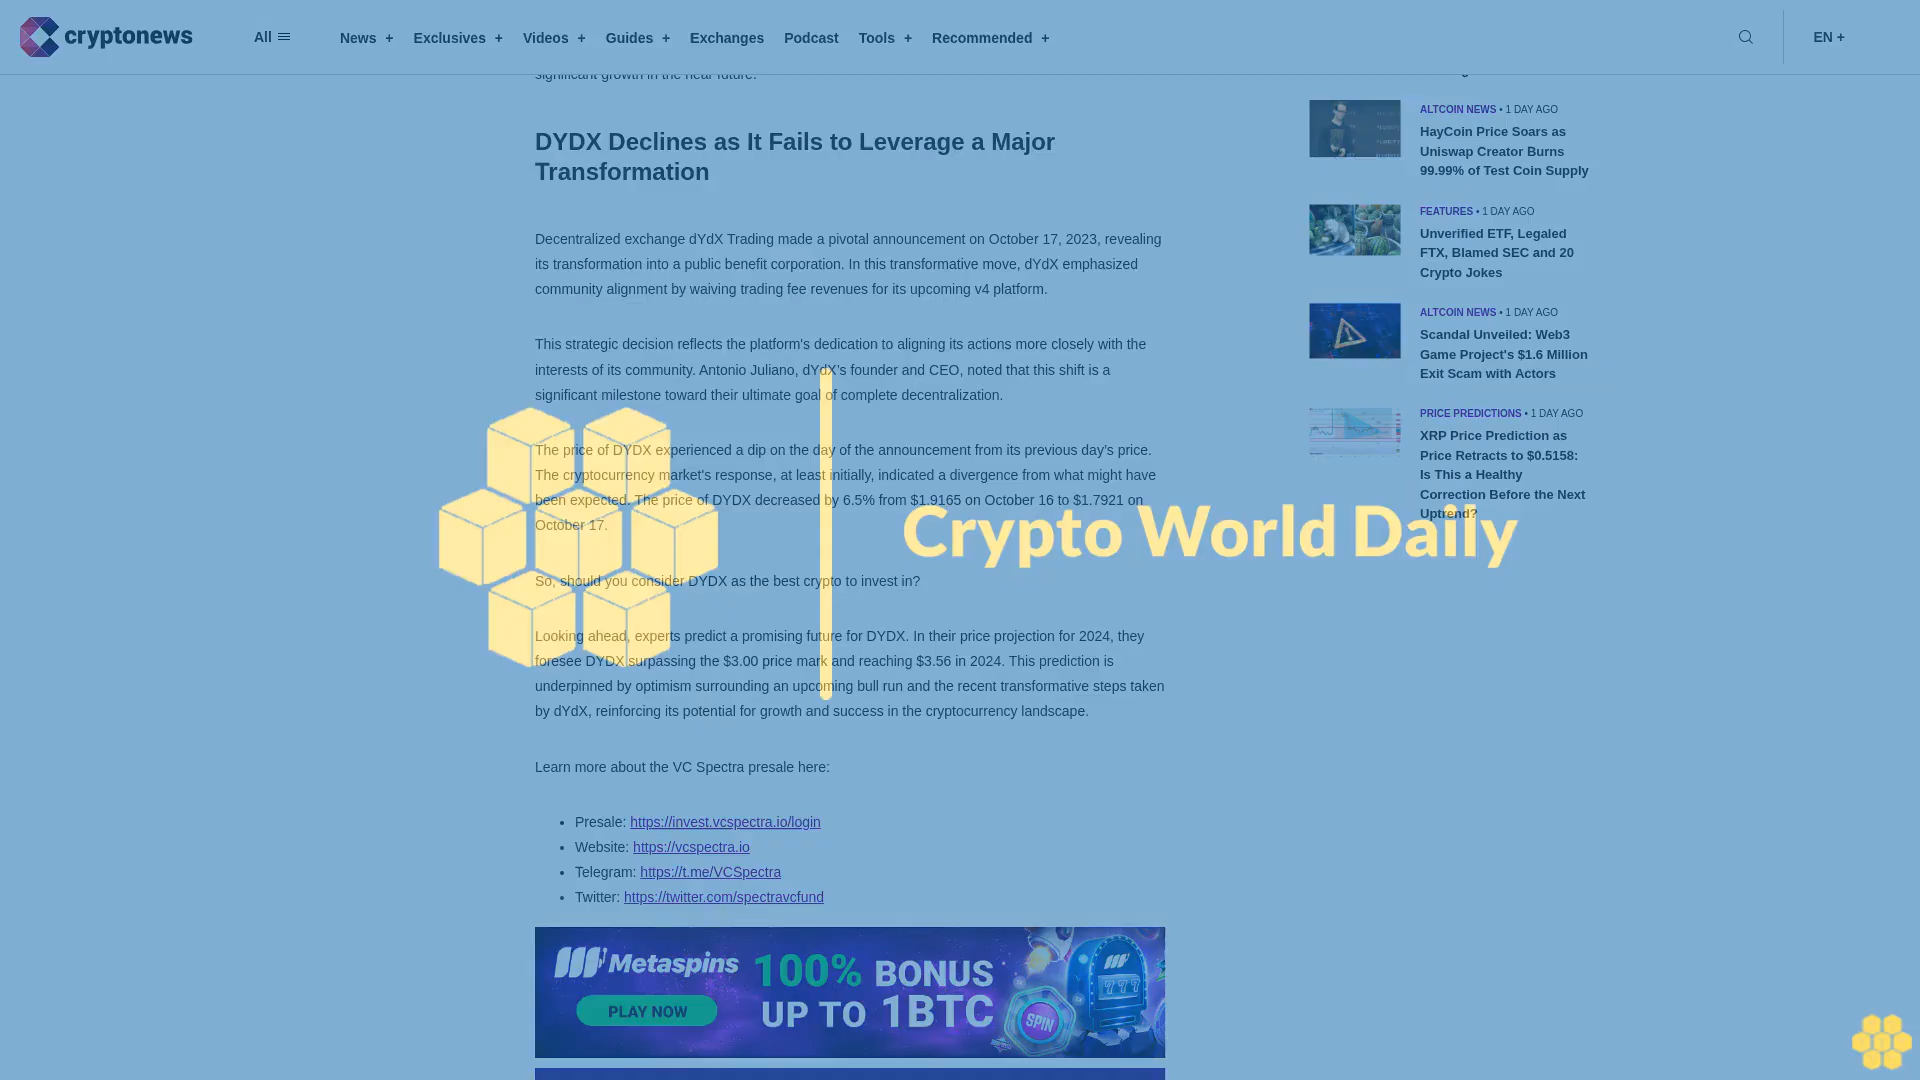 cryptonews
All
News +
Exclusives +
Videos +
Guides +
Exchanges
Podcast
Tools +
Recommended +
EN +
significant growth in the near future.
DYDX Declines as It Fails to Leverage a Major
Transformation
Decentralized exchange dYdX Trading made a pivotal announcement on October 17, 2023, revealing
its transformation into a public benefit corporation. In this transformative move, dYdX emphasized
community alignment by waiving trading fee revenues for its upcoming v4 platform.
This strategic decision reflects the platform's dedication to aligning its actions more closely with the
interests of its community. Antonio Juliano, dYdX's founder and CEO, noted that this shift is a
significant milestone toward their ultimate goal of complete decentralization.
The price of DYDX experienced a dip on the day of the announcement from its previous day's price.
The cryptocurrency market's response, at least initially, indicated a divergence from what might have
been expected. The price of DYDX decreased by 6.5% from $1.9165 on October 16 to $1.7921 on
October 17.
So, should you consider DYDX as the best crypto to invest in?
Looking ahead, experts predict a promising future for DYDX. In their price projection for 2024, they
foresee DYDX surpassing the $3.00 price mark and reaching $3.56 in 2024. This prediction is
underpinned by optimism surrounding an upcoming bull run and the recent transformative steps taken
by dYdX, reinforcing its potential for growth and success in the cryptocurrency landscape.
Learn more about the VC Spectra presale here:
• Presale: https://invest.vcspectra.io/login
• Website: https://vcspectra.io
• Telegram: https://t.me/VCSpectra
• Twitter: https://twitter.com/spectravcfund
Metaspins
PLAY NOW
100% BONUS
UP TO 1BTC
777
SPIN
ALTCOIN NEWS • 1 DAY AGO
HayCoin Price Soars as
Uniswap Creator Burns
99.99% of Test Coin Supply
FEATURES • 1 DAY AGO
Unverified ETF, Legaled
FTX, Blamed SEC and 20
Crypto Jokes
ALTCOIN NEWS • 1 DAY AGO
Scandal Unveiled: Web3
Game Project's $1.6 Million
Exit Scam with Actors
PRICE PREDICTIONS • 1 DAY AGO
XRP Price Prediction as
Price Retracts to $0.5158:
Is This a Healthy
Correction Before the Next
Uptrend?
Crypto World Daily